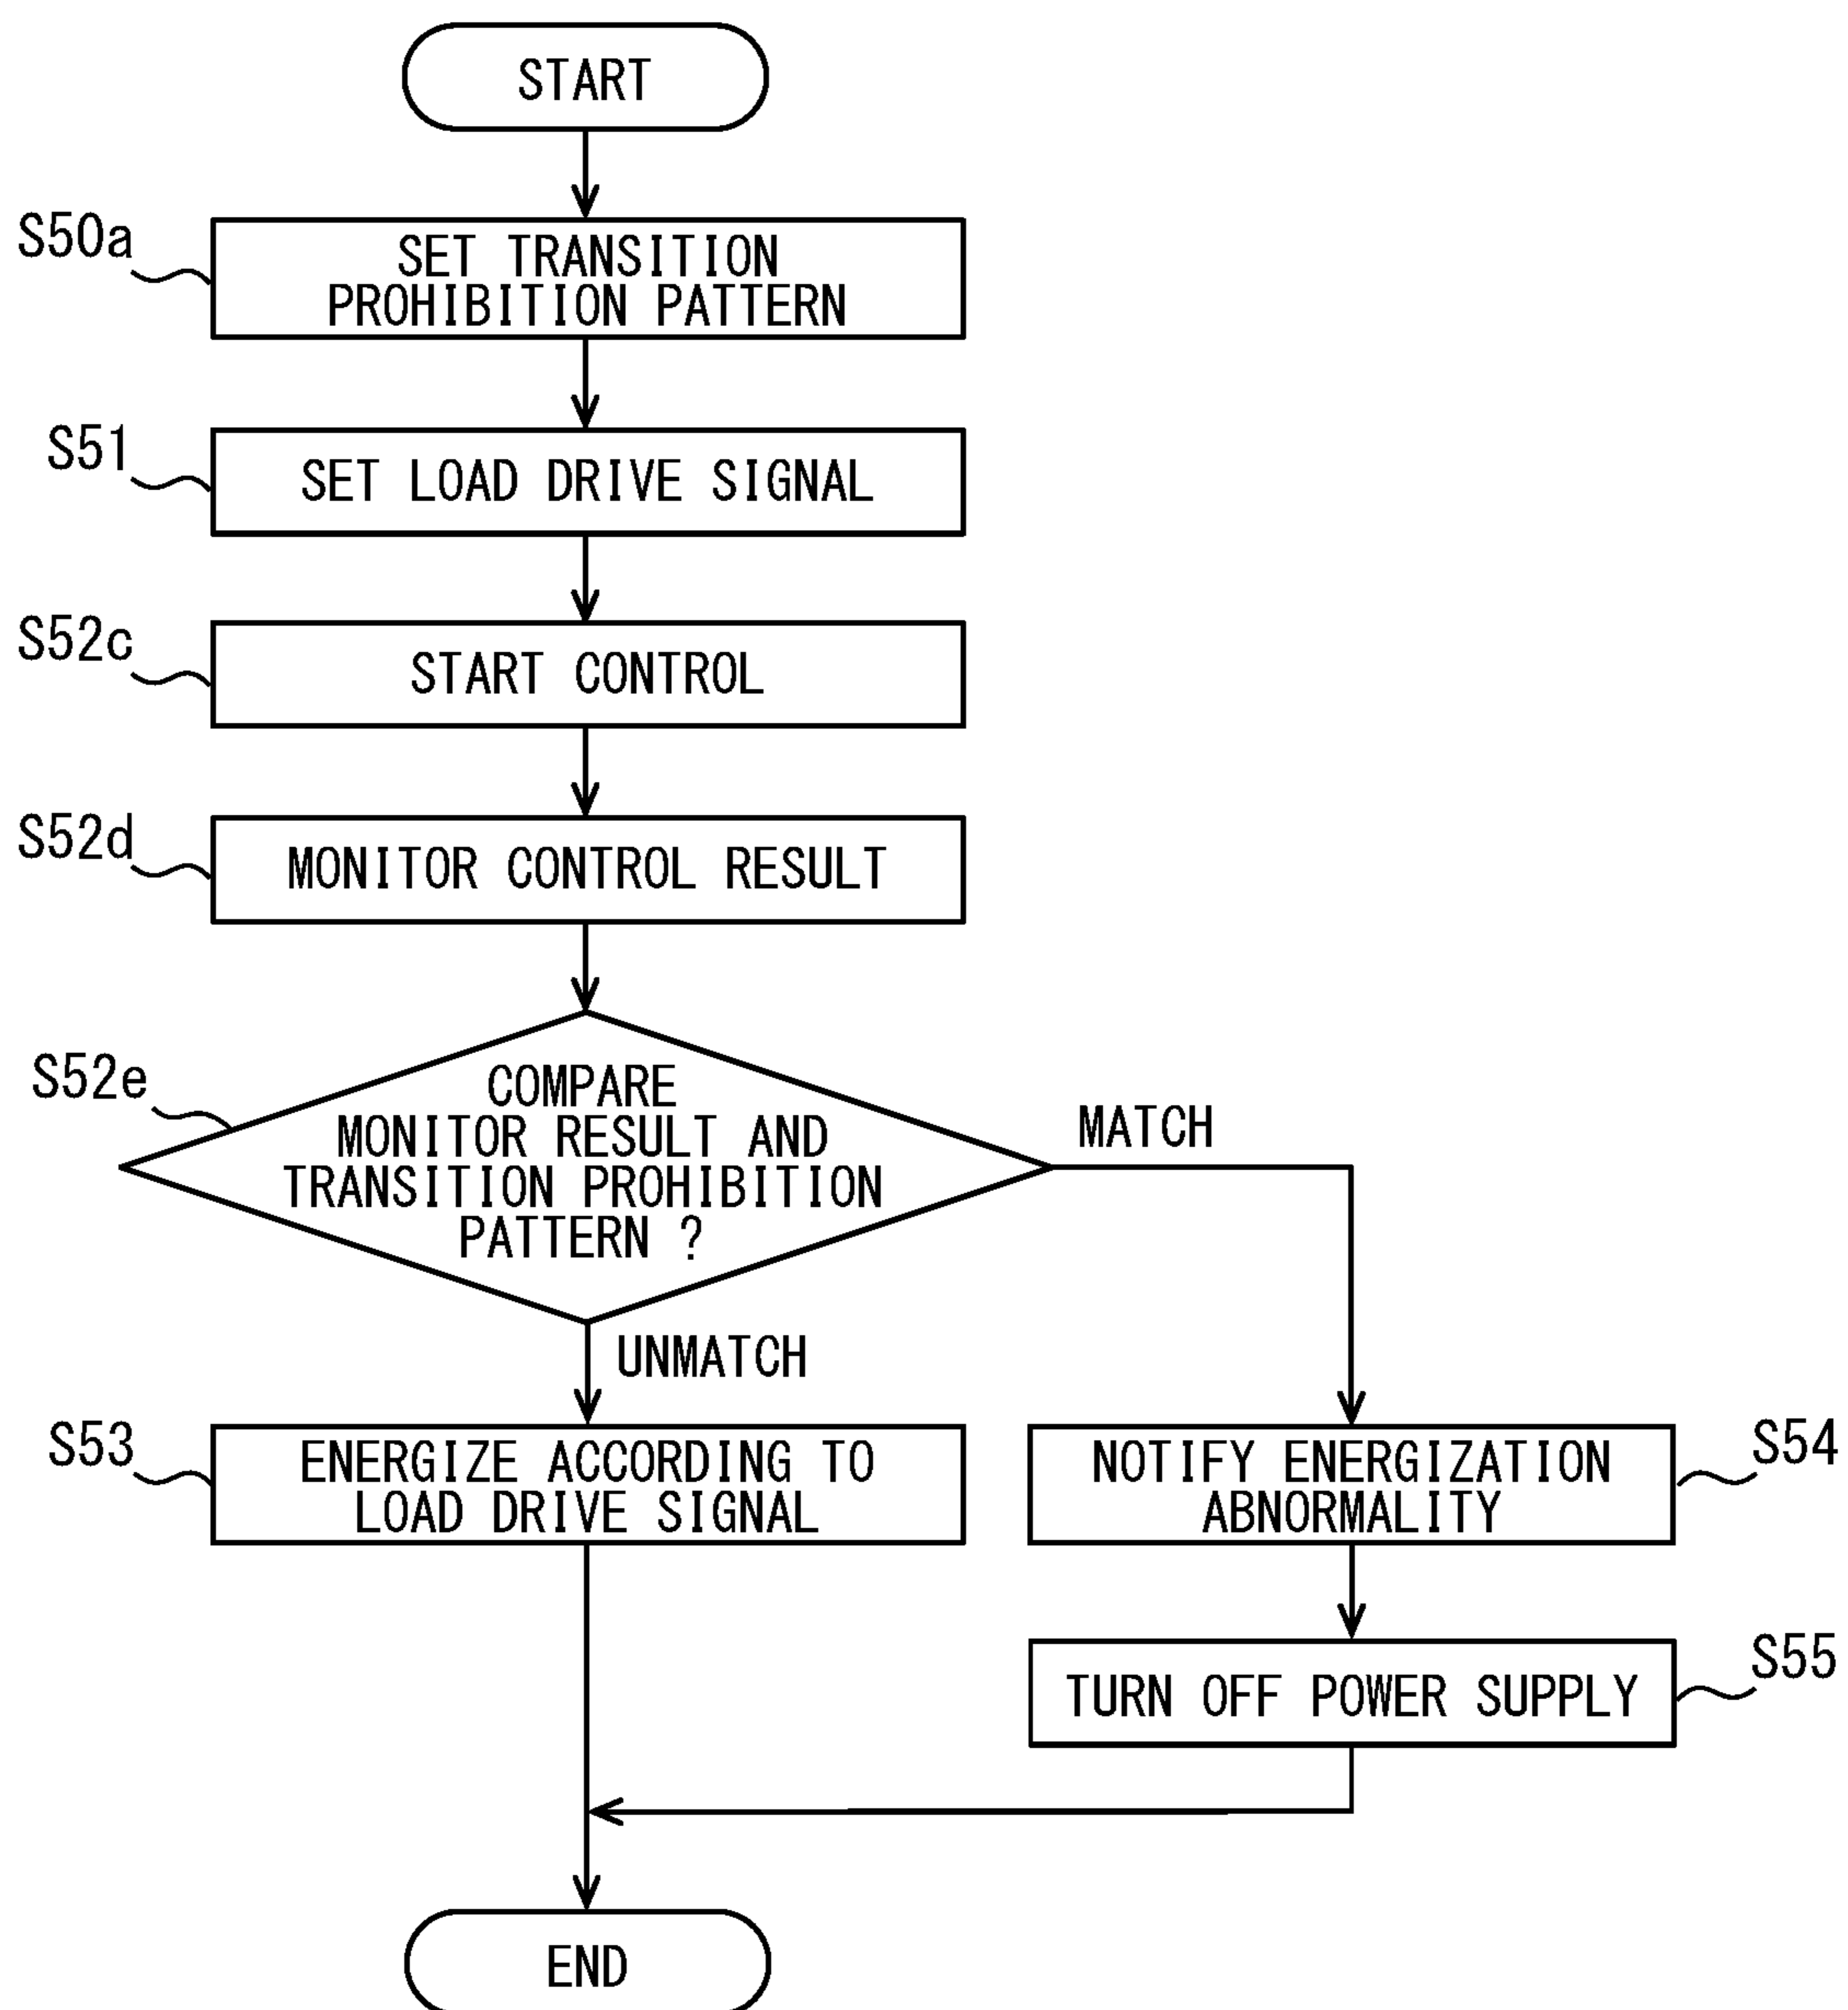 START
S50a
SET TRANSITION
PROHIBITION PATTERN
S51
SET LOAD DRIVE SIGNAL
S52c
START CONTROL
S52d
MONITOR CONTROL RESULT
S52e
COMPARE
MONITOR RESULT AND
TRANSITION PROHIBITION
PATTERN ?
MATCH
UNMATCH
S53
ENERGIZE ACCORDING TO
LOAD DRIVE SIGNAL
NOTIFY ENERGIZATION
ABNORMALITY
S54
TURN OFF POWER SUPPLY
S55
END